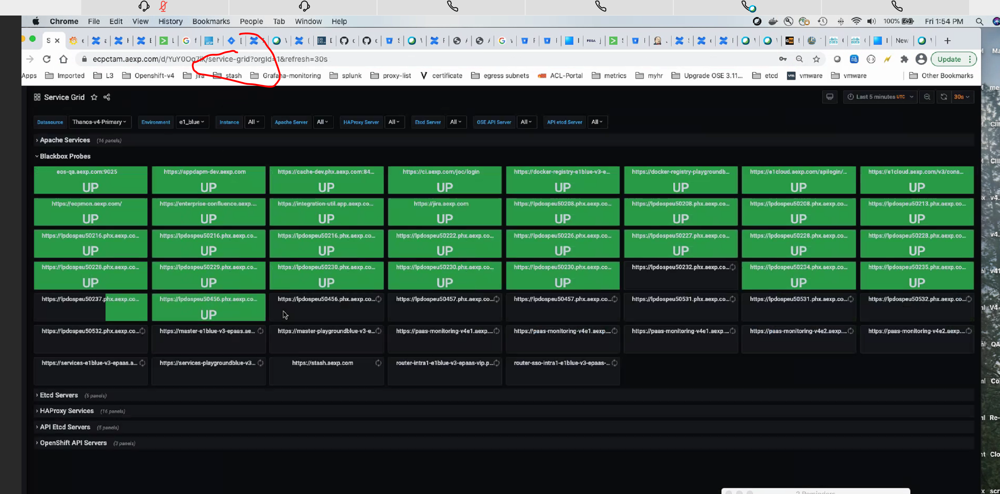 Chrome File Edit View History Bookmarks People Tab Window Help 100% Fri 1:54 PM
S New
ecpctam.aexp.com/d/YuY0Og7ik/service-grid?orgId=1&refresh=30s Update
Apps Imported L3 Openshift-v4 jira stash Grafana-monitoring splunk proxy-list certificate egress subnets ACL-Portal metrics myhr Upgrade OSE 3.11... etcd vmware vmware Other Bookmarks
Service Grid Last 5 minutes UTC 30s
Datasource Thanos-v4-Primary Environment e1_blue Instance All Apache Server All HAProxy Server All Etcd Server All OSE API Server All API etcd Server All
Apache Services (16 panels)
Blackbox Probes
eos-qa.aexp.com:9025 https://appdapm-dev.aexp.com https://cache-dev.phx.aexp.com:84... https://ci.aexp.com/joc/login https://docker-registry-e1blue-v3-e... https://docker-registry-playgroundb... https://e1cloud.aexp.com/apilogin/... https://e1cloud.aexp.com/v3/cons...
UP UP UP UP UP UP UP UP
https://ecpmon.aexp.com/ https://enterprise-confluence.aexp.... https://integration-util.app.aexp.co... https://jira.aexp.com https://lpdospeu50208.phx.aexp.co... https://lpdospeu50208.phx.aexp.co... https://lpdospeu50208.phx.aexp.co... https://lpdospeu50213.phx.aexp.co...
UP UP UP UP UP UP UP UP
https://lpdospeu50216.phx.aexp.co... https://lpdospeu50216.phx.aexp.co... https://lpdospeu50216.phx.aexp.co... https://lpdospeu50222.phx.aexp.co... https://lpdospeu50226.phx.aexp.co... https://lpdospeu50227.phx.aexp.co... https://lpdospeu50228.phx.aexp.co... https://lpdospeu50228.phx.aexp.co...
UP UP UP UP UP UP UP UP
https://lpdospeu50228.phx.aexp.co... https://lpdospeu50229.phx.aexp.co... https://lpdospeu50230.phx.aexp.co... https://lpdospeu50230.phx.aexp.co... https://lpdospeu50230.phx.aexp.co... https://lpdospeu50232.phx.aexp.co... https://lpdospeu50234.phx.aexp.co... https://lpdospeu50235.phx.aexp.co...
UP UP UP UP UP UP UP
https://lpdospeu50237.phx.aexp.co... https://lpdospeu50456.phx.aexp.co... https://lpdospeu50456.phx.aexp.co... https://lpdospeu50457.phx.aexp.co... https://lpdospeu50457.phx.aexp.co... https://lpdospeu50531.phx.aexp.co... https://lpdospeu50531.phx.aexp.co... https://lpdospeu50532.phx.aexp.co...
UP
https://lpdospeu50532.phx.aexp.co... https://master-e1blue-v3-epaas.ae... https://master-playgroundblue-v3-e... https://paas-monitoring-v4e1.aexp.... https://paas-monitoring-v4e1.aexp.... https://paas-monitoring-v4e1.aexp.... https://paas-monitoring-v4e2.aexp.... https://paas-monitoring-v4e2.aexp....
https://services-e1blue-v3-epaas.a... https://services-playgroundblue-v3... https://stash.aexp.com router-intra1-e1blue-v3-epaas-vip.p... router-sso-intra1-e1blue-v3-epaas-...
Etcd Servers (5 panels)
HAProxy Services (16 panels)
API Etcd Servers (5 panels)
OpenShift API Servers (3 panels)